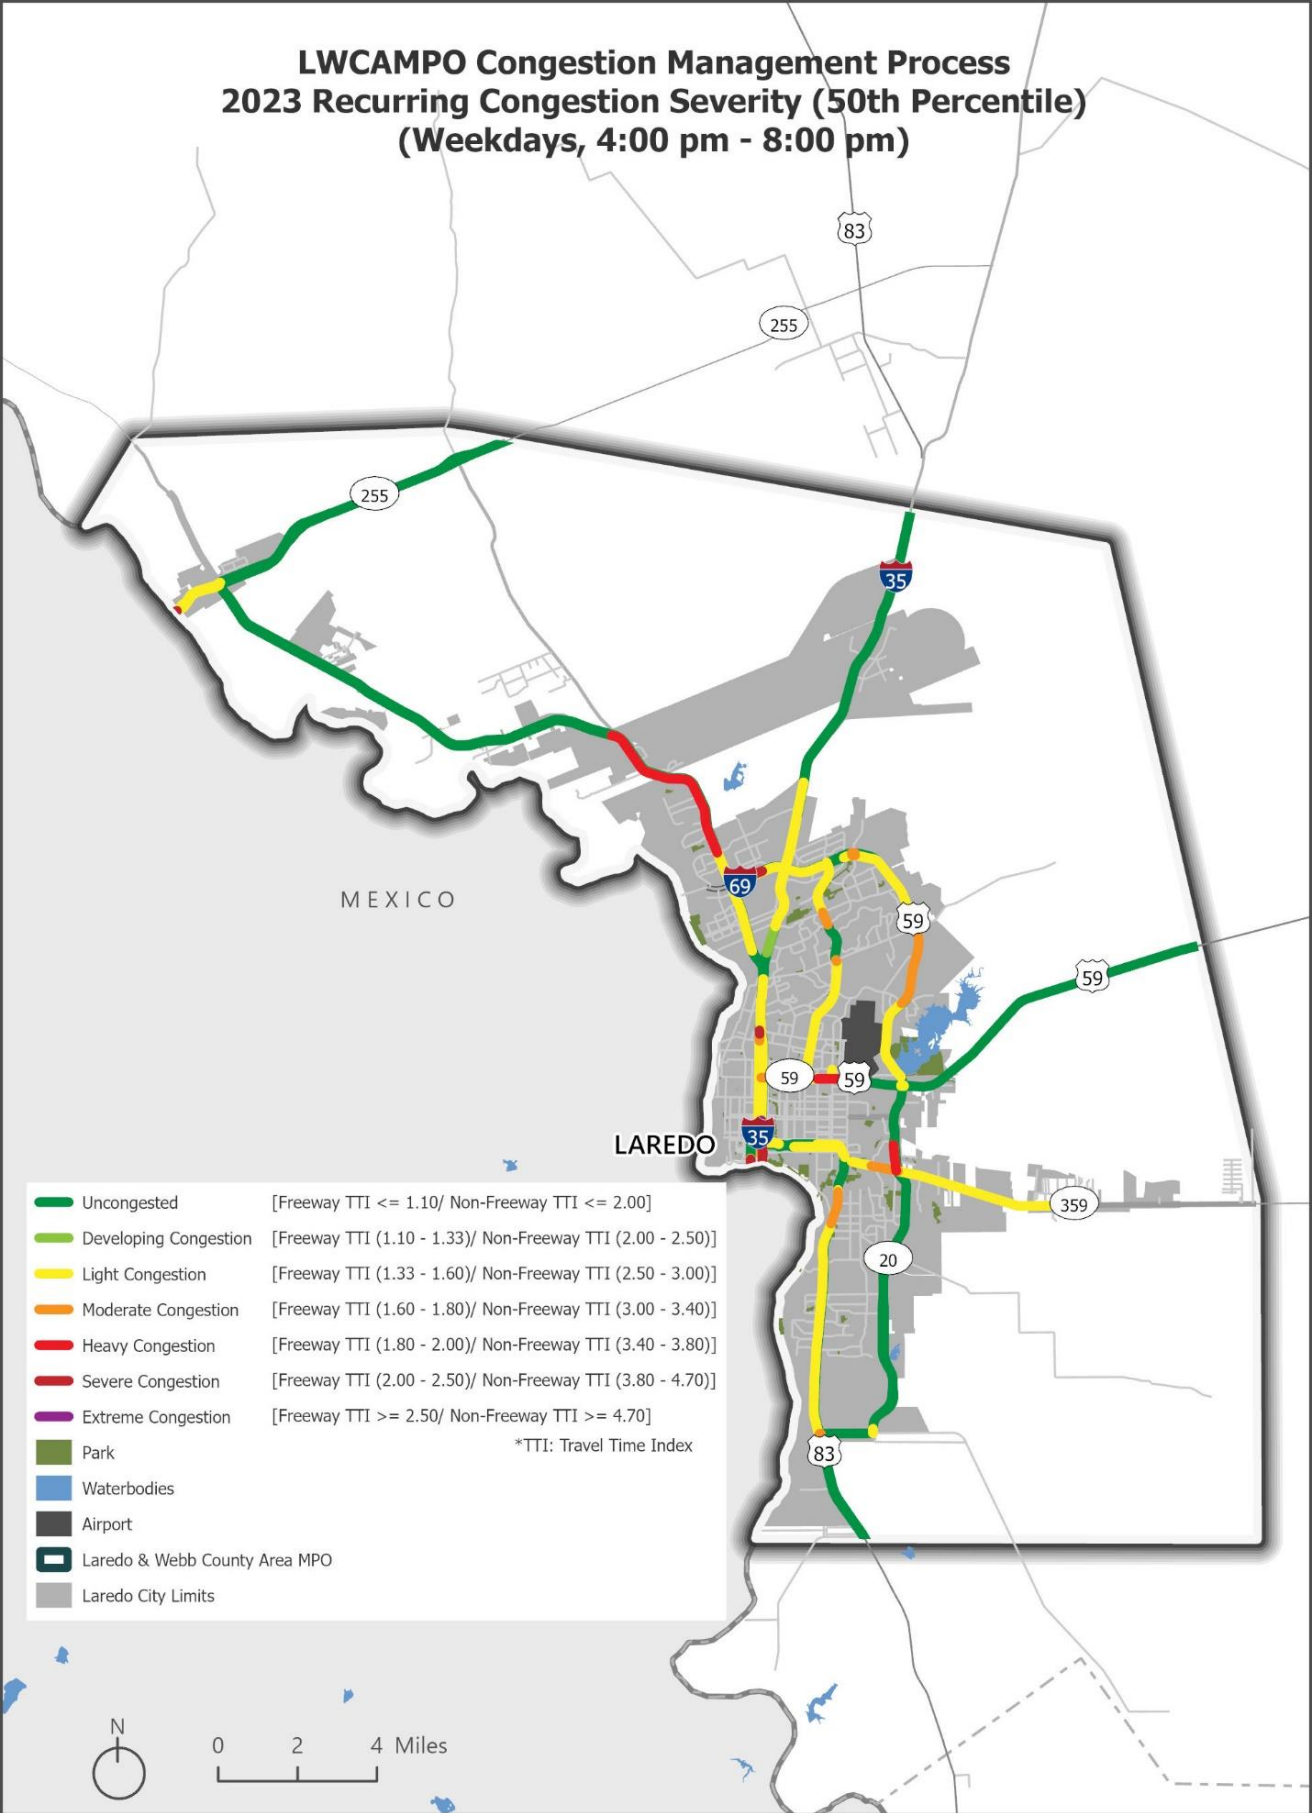 LWCAMPO Congestion Management Process
2023 Recurring Congestion Severity (50th Percentile)
(Weekdays, 4:00 pm - 8:00 pm)
83
255
255
35
MEXICO
69
59
59
59
59
LAREDO
35
359
20
83
Uncongested [Freeway TTI <= 1.10/ Non-Freeway TTI <= 2.00]
Developing Congestion [Freeway TTI (1.10 - 1.33)/ Non-Freeway TTI (2.00 - 2.50)]
Light Congestion [Freeway TTI (1.33 - 1.60)/ Non-Freeway TTI (2.50 - 3.00)]
Moderate Congestion [Freeway TTI (1.60 - 1.80)/ Non-Freeway TTI (3.00 - 3.40)]
Heavy Congestion [Freeway TTI (1.80 - 2.00)/ Non-Freeway TTI (3.40 - 3.80)]
Severe Congestion [Freeway TTI (2.00 - 2.50)/ Non-Freeway TTI (3.80 - 4.70)]
Extreme Congestion [Freeway TTI >= 2.50/ Non-Freeway TTI >= 4.70]
*TTI: Travel Time Index
Park
Waterbodies
Airport
Laredo & Webb County Area MPO
Laredo City Limits
N
0 2 4 Miles